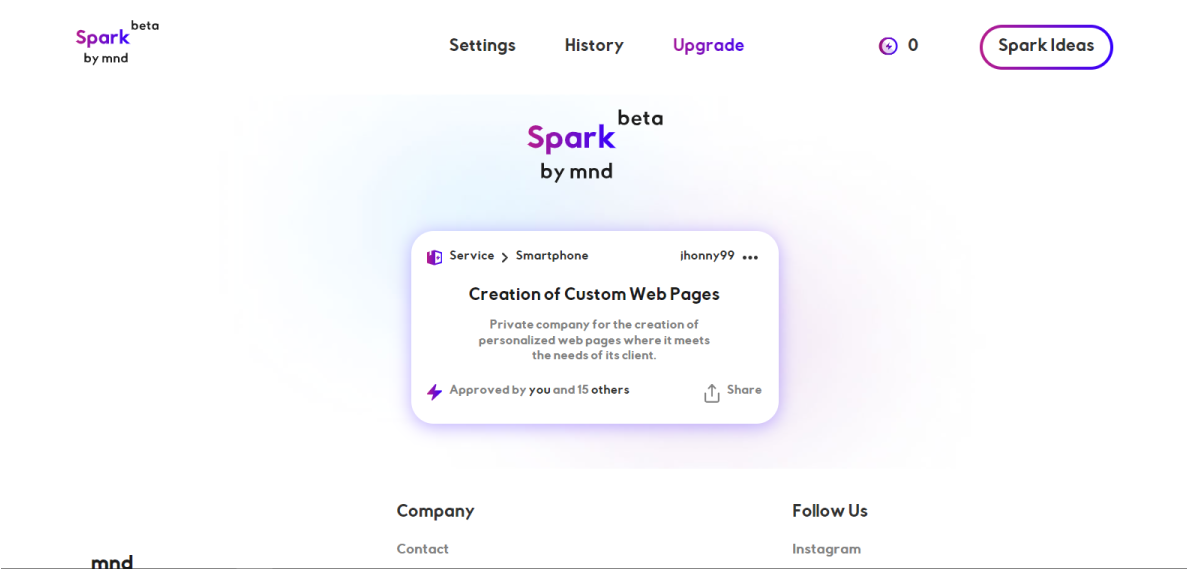 Spark beta
by mnd
Settings
History
Upgrade
0
Spark Ideas
Spark beta
by mnd
Service > Smartphone
jhonny99 •••
Creation of Custom Web Pages
Private company for the creation of
personalized web pages where it meets
the needs of its client.
Approved by you and 15 others
Share
Company
Follow Us
Contact
Instagram
mnd